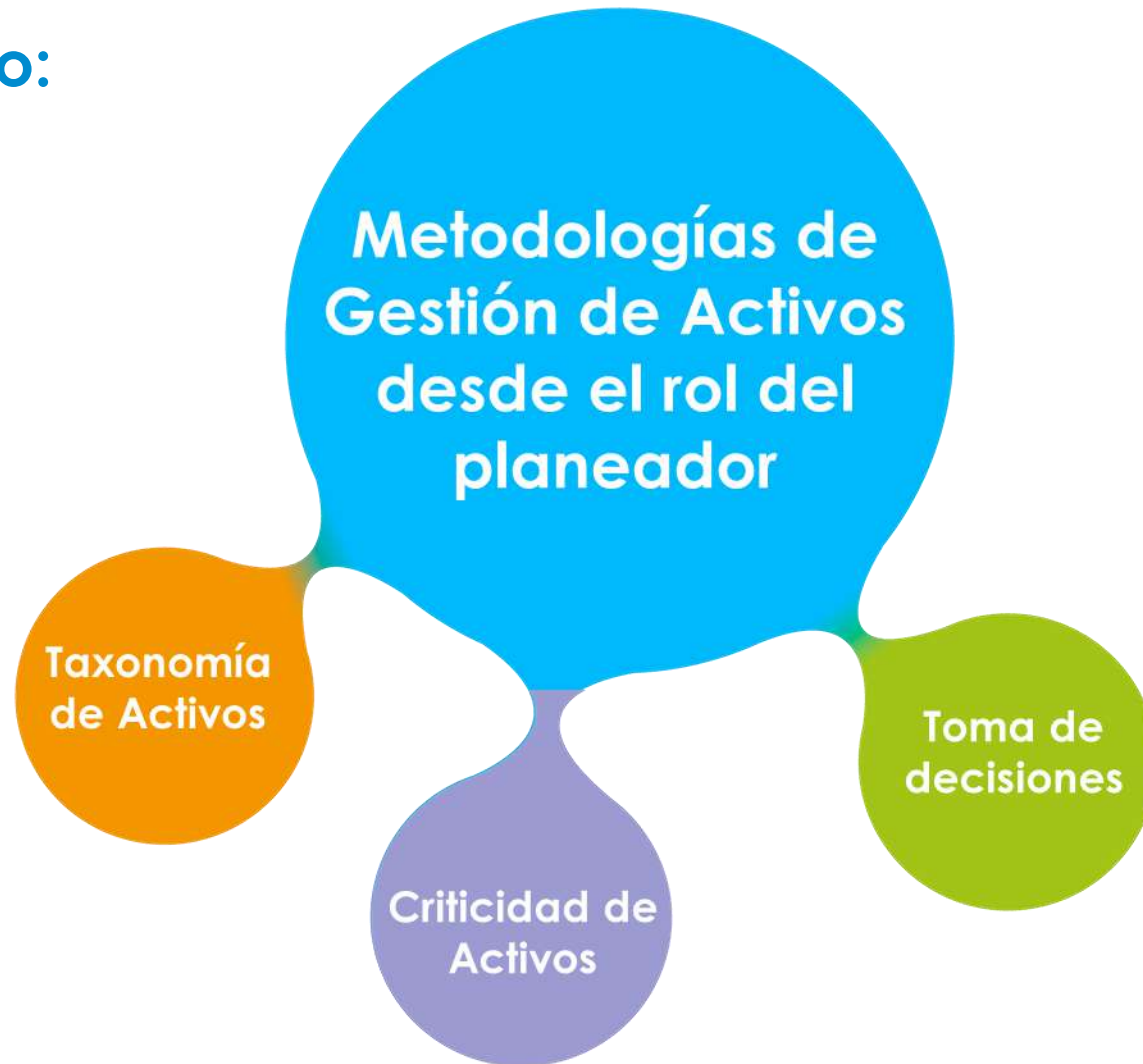 o:
Metodologías de
Gestión de Activos
desde el rol del
planeador
Taxonomía
de Activos
Toma de
decisiones
Criticidad de
Activos